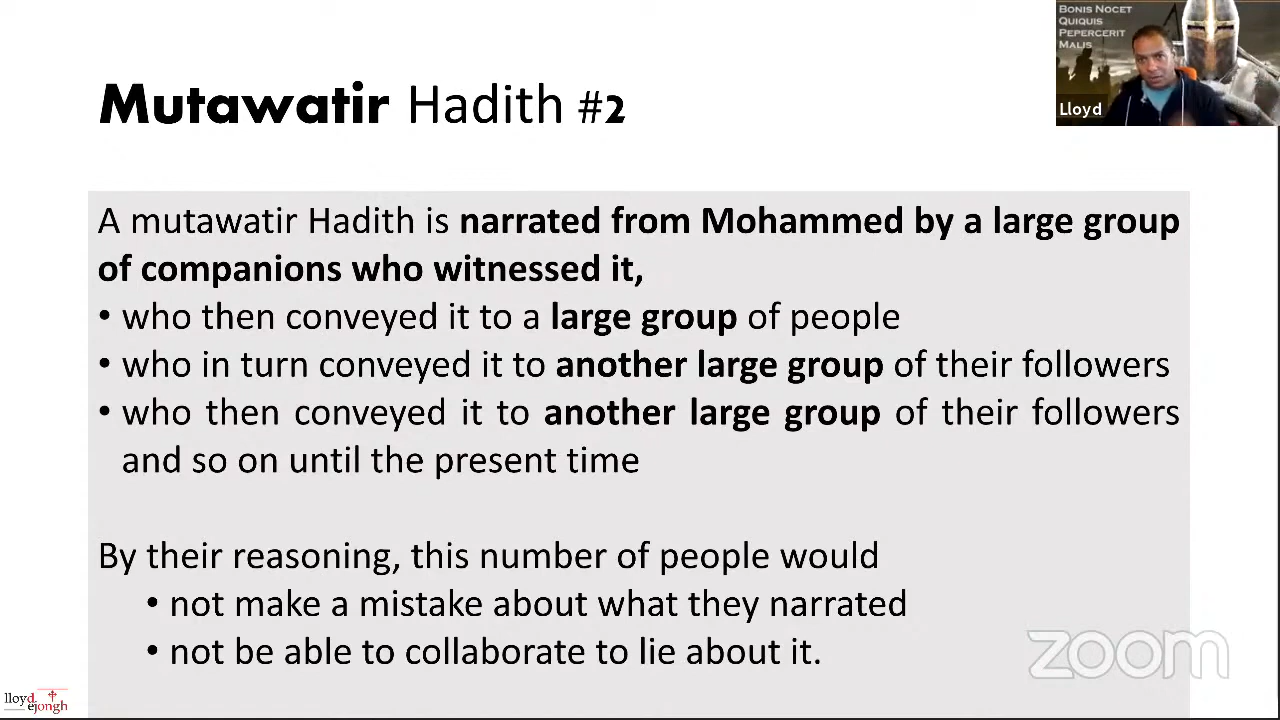 Bonis Nocet
Quiquis
Pepercerit
Malis
Lloyd
Mutawatir Hadith #2
A mutawatir Hadith is narrated from Mohammed by a large group
of companions who witnessed it,
• who then conveyed it to a large group of people
• who in turn conveyed it to another large group of their followers
• who then conveyed it to another large group of their followers
and so on until the present time
By their reasoning, this number of people would
• not make a mistake about what they narrated
• not be able to collaborate to lie about it.
zoom
lloyd
ejongh